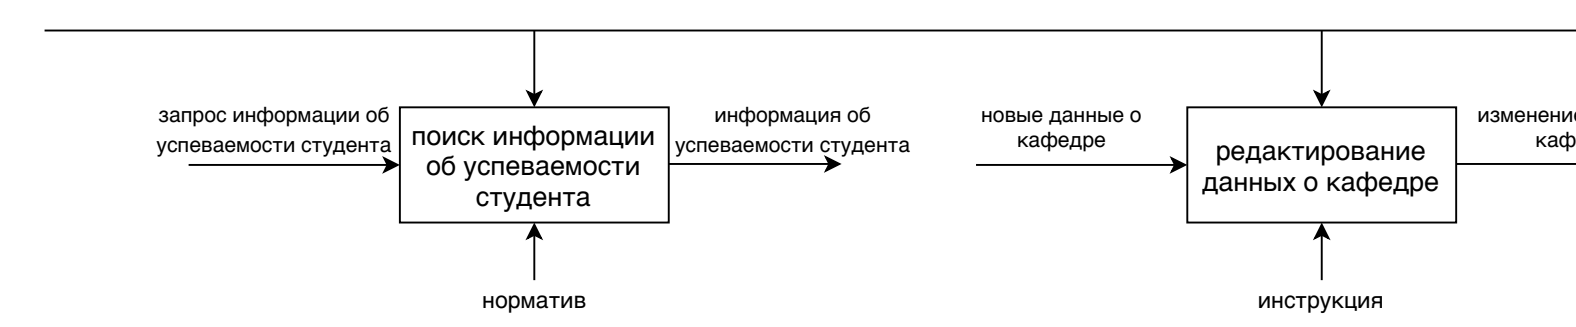 запрос информации об
успеваемости студента
поиск информации
об успеваемости
студента
информация об
успеваемости студента
норматив
новые данные о
кафедре
редактирование
данных о кафедре
инструкция